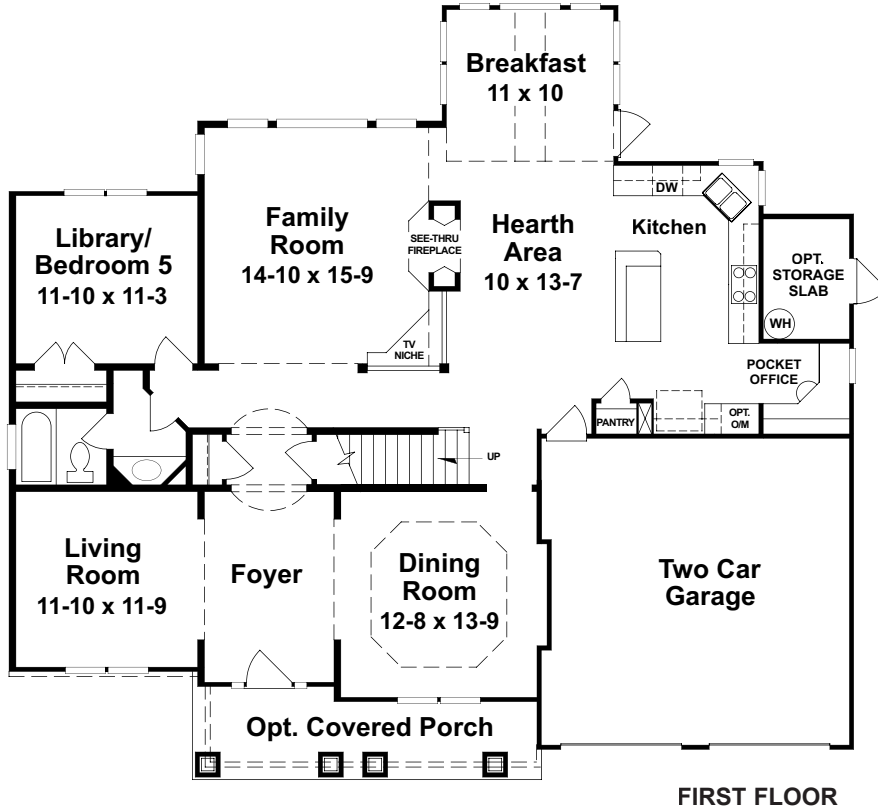 Breakfast
11 x 10
DW
Kitchen
Family
Room
14-10 x 15-9
SEE-THRU
FIREPLACE
Hearth
Area
10 x 13-7
Library/
Bedroom 5
11-10 x 11-3
OPT.
STORAGE
SLAB
WH
TV
NICHE
POCKET
OFFICE
PANTRY
OPT.
O/M
UP
Living
Room
11-10 x 11-9
Foyer
Dining
Room
12-8 x 13-9
Two Car
Garage
Opt. Covered Porch
FIRST FLOOR